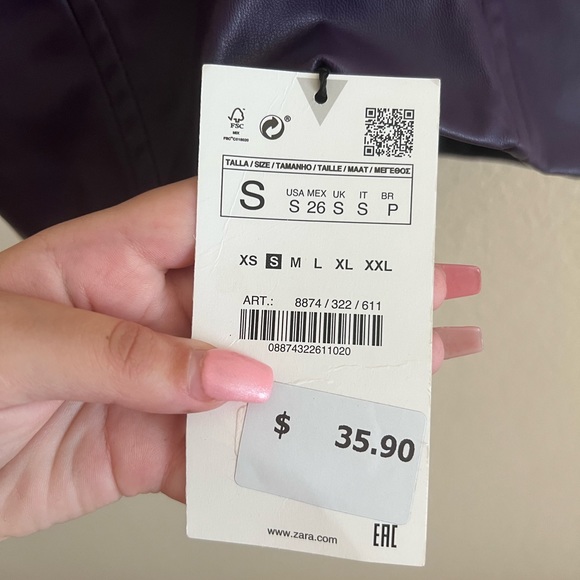 FSC
MIX
®
TALLA / SIZE / TAMANHO / TAILLE / MAAT / ΜΕΓΕΘΟΣ
S
USA MEX UK IT BR
S 26 S S P
XS S M L XL XXL
ART.: 8874 / 322 / 611
08874322611020
$ 35.90
www.zara.com
EAC